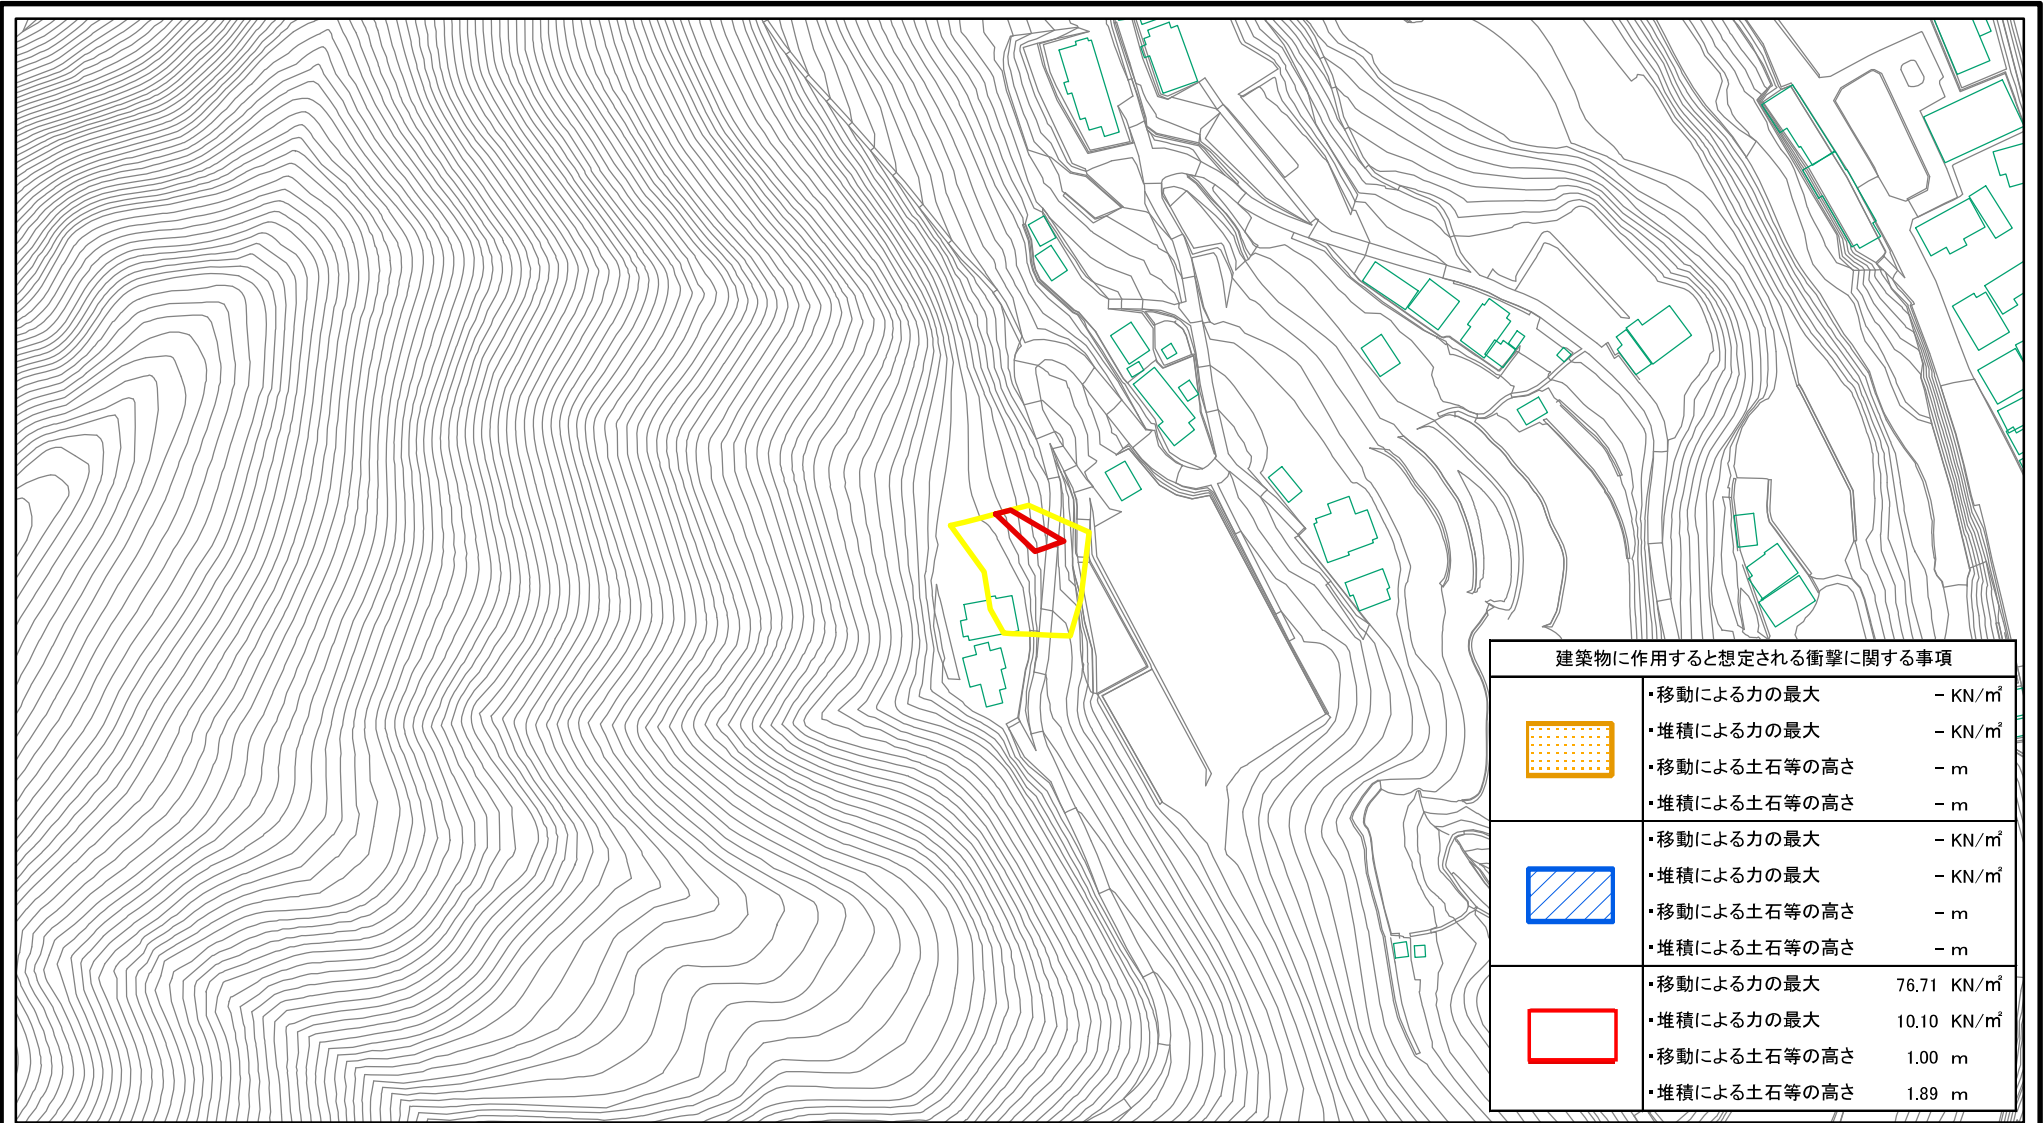 建築物に作用すると想定される衝撃に関する事項
・移動による力の最大 － KN/㎡
・堆積による力の最大 － KN/㎡
・移動による土石等の高さ － m
・堆積による土石等の高さ － m
・移動による力の最大 － KN/㎡
・堆積による力の最大 － KN/㎡
・移動による土石等の高さ － m
・堆積による土石等の高さ － m
・移動による力の最大 76.71 KN/㎡
・堆積による力の最大 10.10 KN/㎡
・移動による土石等の高さ 1.00 m
・堆積による土石等の高さ 1.89 m